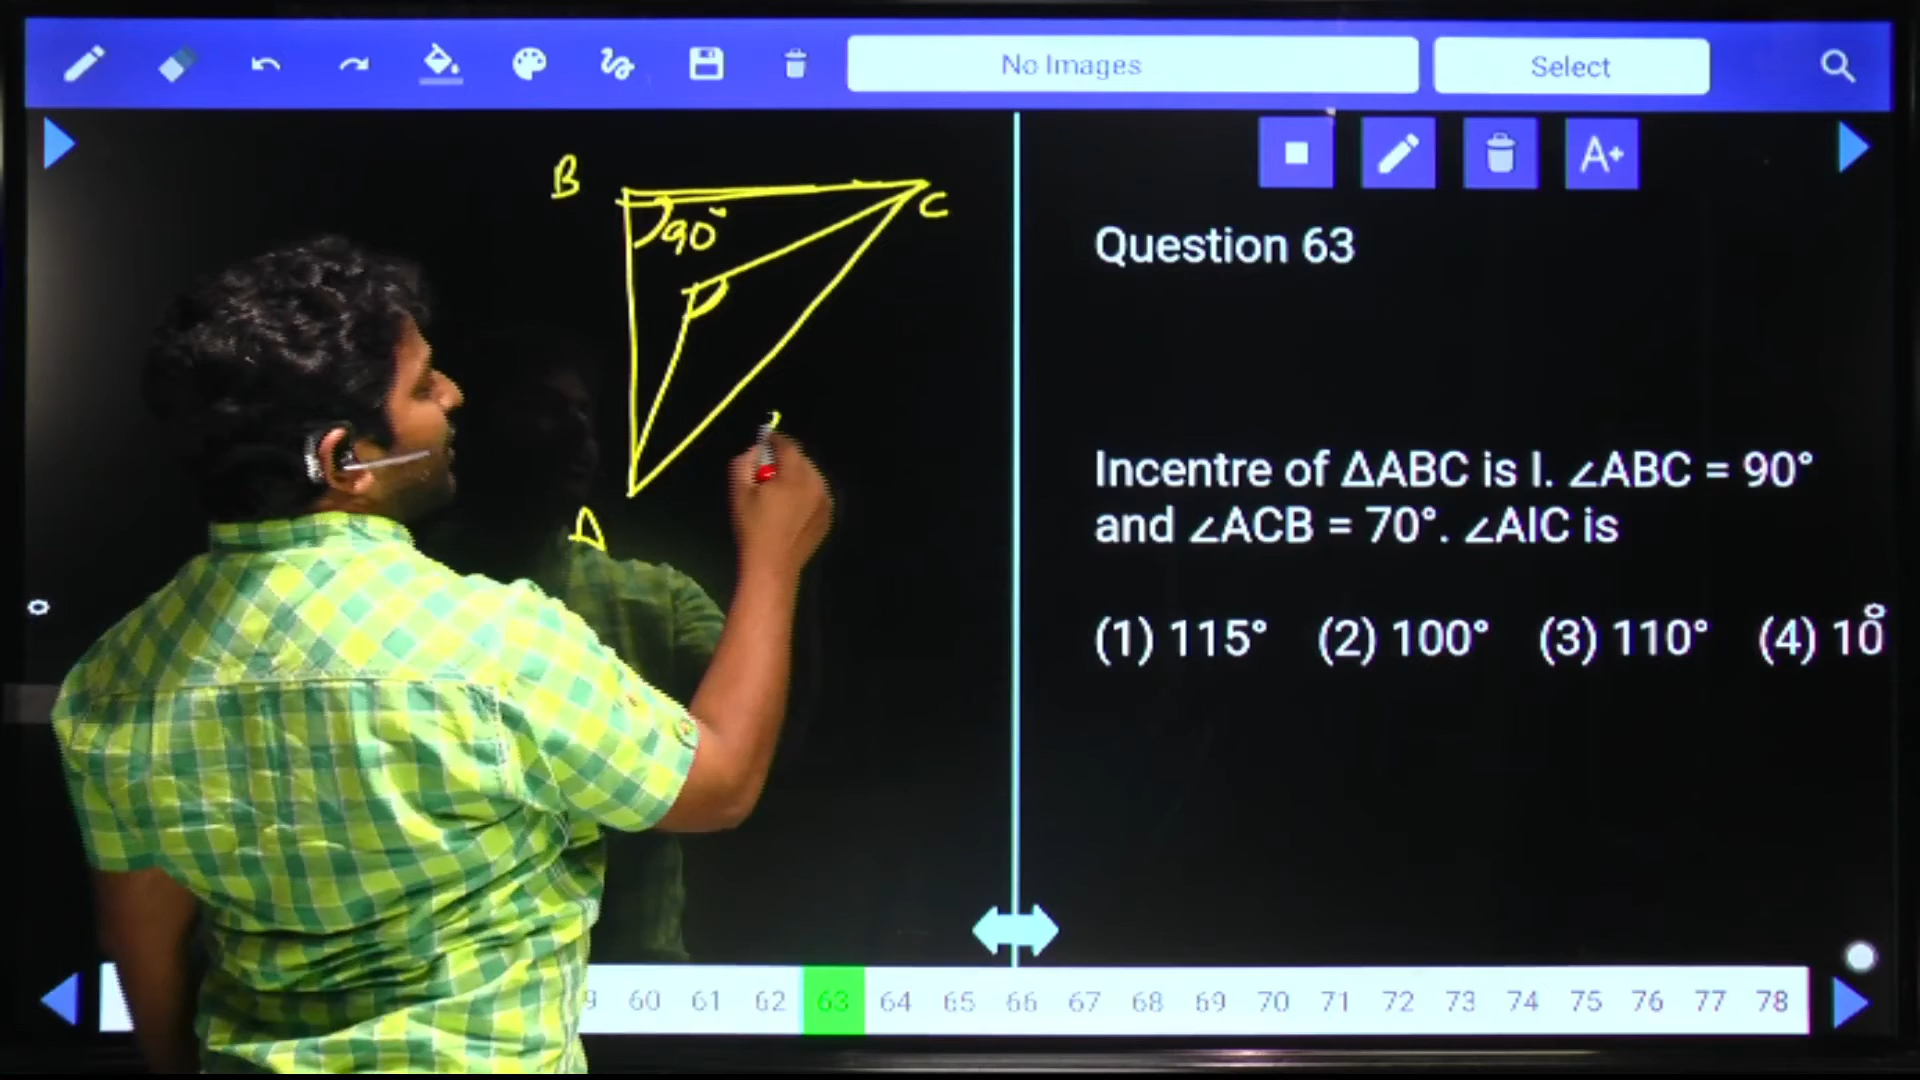 No Images
Select
A+
B
C
90°
A
Question 63
Incentre of ΔABC is I. ∠ABC = 90°
and ∠ACB = 70°. ∠AIC is
(1) 115° (2) 100° (3) 110° (4) 10
9 60 61 62 63 64 65 66 67 68 69 70 71 72 73 74 75 76 77 78